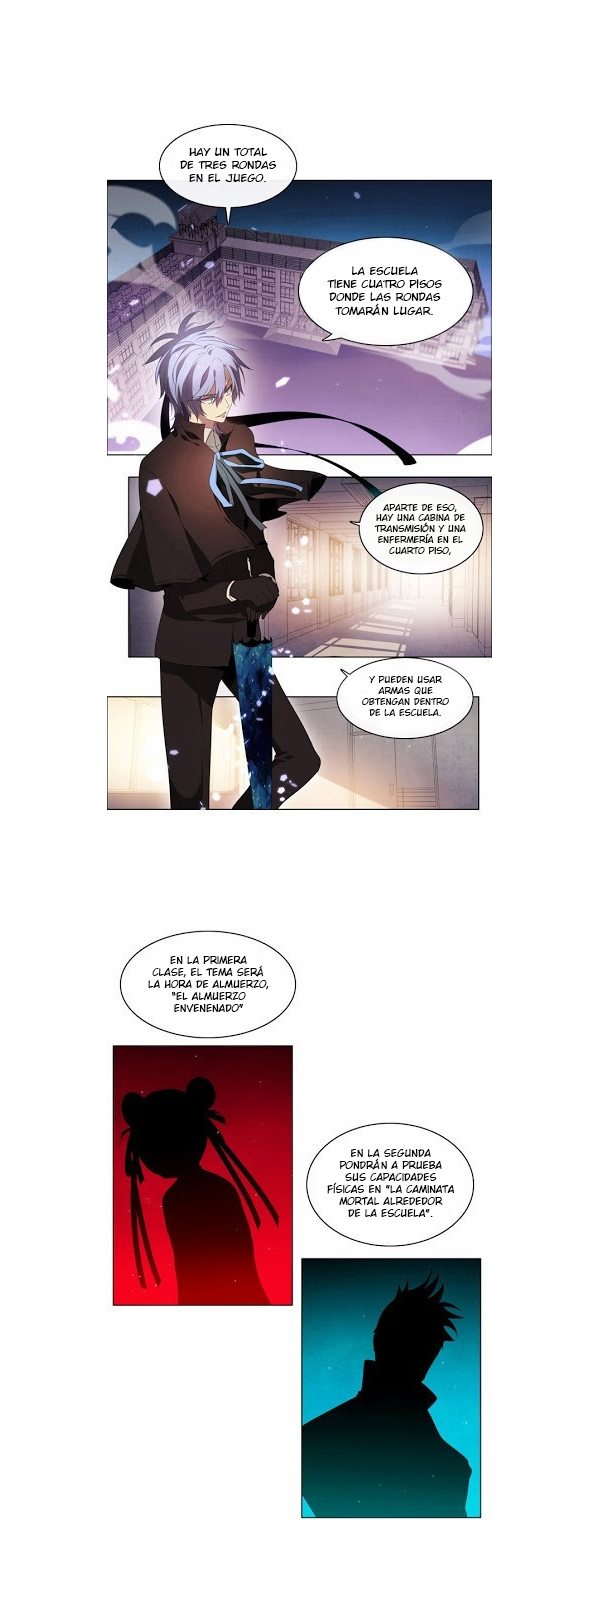 HAY UN TOTAL
DE TRES RONDAS
EN EL JUEGO.
LA ESCUELA
TIENE CUATRO PISOS
DONDE LAS RONDAS
TOMARÁN LUGAR.
APARTE DE ESO,
HAY UNA CABINA DE
TRANSMISIÓN Y UNA
ENFERMERÍA EN EL
CUARTO PISO,
Y PUEDEN USAR
ARMAS QUE
OBTENGAN DENTRO
DE LA ESCUELA.
EN LA PRIMERA
CLASE, EL TEMA SERÁ
LA HORA DE ALMUERZO,
"EL ALMUERZO
ENVENENADO"
EN LA SEGUNDA
PONDRÁN A PRUEBA
SUS CAPACIDADES
FÍSICAS EN "LA CAMINATA
MORTAL ALREDEDOR
DE LA ESCUELA".